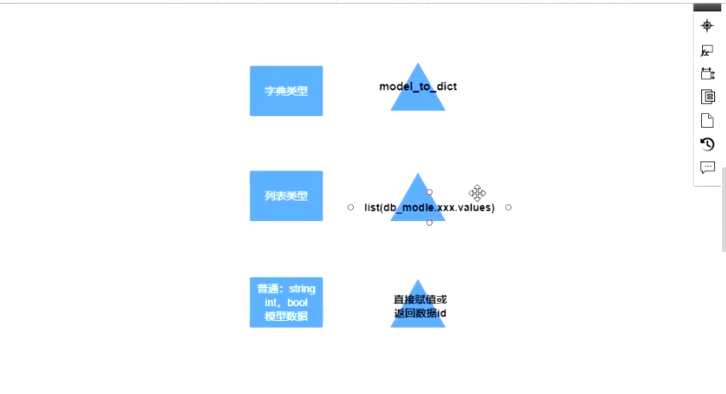 字典类型
model_to_dict
列表类型
list(db_modle.xxx.values)
普通：string
int，bool
模型数据
直接赋值或
返回数据id